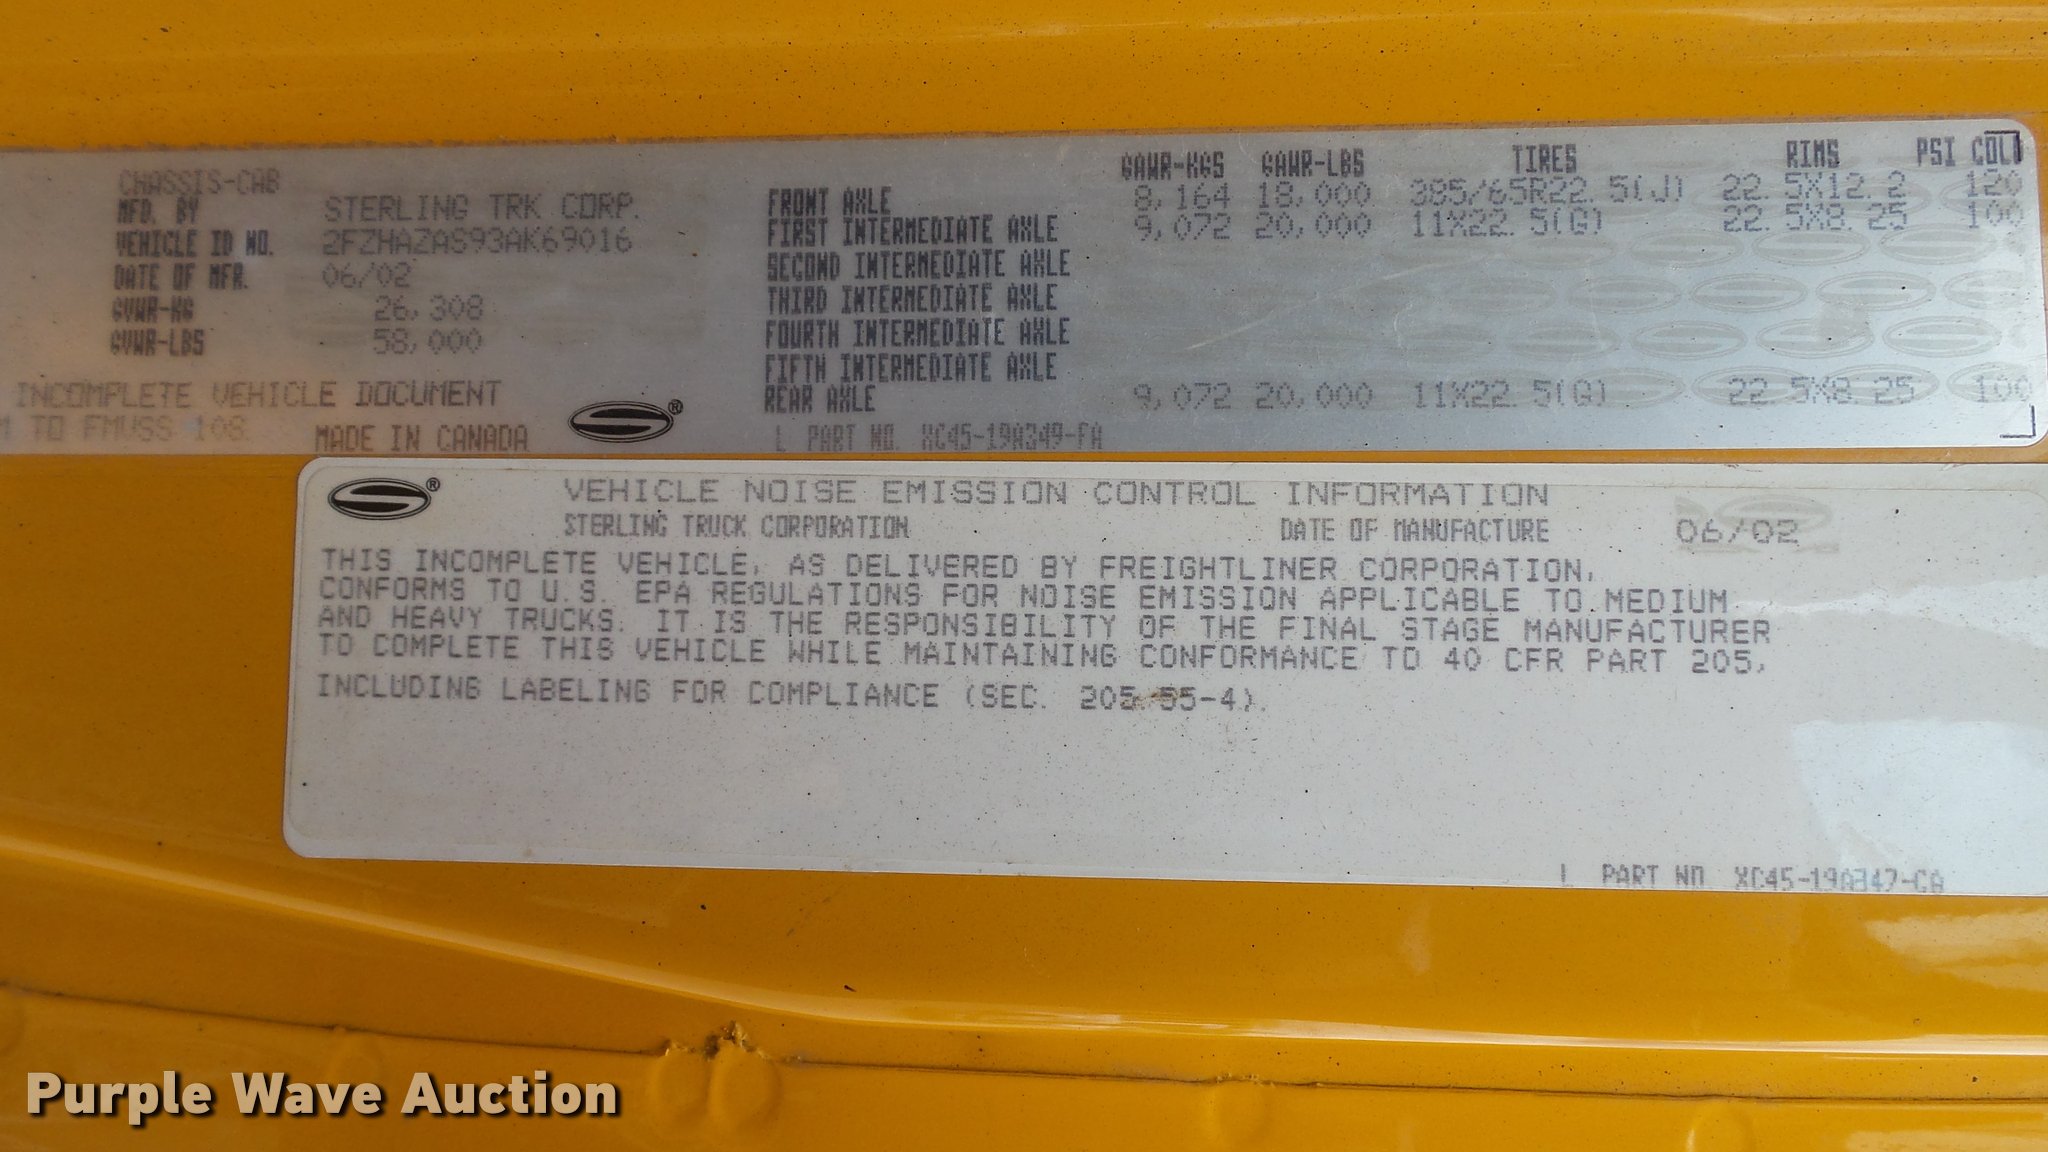 CHASSIS-CAB
MFD. BY STERLING TRK CORP.
VEHICLE ID NO. 2FZHAZAS93AK69016
DATE OF MFR. 06/02
GVWR-KG 26,308
GVWR-LBS 58,000
INCOMPLETE VEHICLE DOCUMENT
TO FMVSS 108
MADE IN CANADA
®
GAWR-KGS GAWR-LBS TIRES RIMS PSI COLD
FRONT AXLE 8,164 18,000 385/65R22.5(J) 22.5X12.2 120
FIRST INTERMEDIATE AXLE 9,072 20,000 11X22.5(G) 22.5X8.25 100
SECOND INTERMEDIATE AXLE
THIRD INTERMEDIATE AXLE
FOURTH INTERMEDIATE AXLE
FIFTH INTERMEDIATE AXLE
REAR AXLE 9,072 20,000 11X22.5(G) 22.5X8.25 100
L PART NO. XC45-19A349-FA
® VEHICLE NOISE EMISSION CONTROL INFORMATION
STERLING TRUCK CORPORATION DATE OF MANUFACTURE 06/02
THIS INCOMPLETE VEHICLE, AS DELIVERED BY FREIGHTLINER CORPORATION,
CONFORMS TO U.S. EPA REGULATIONS FOR NOISE EMISSION APPLICABLE TO MEDIUM
AND HEAVY TRUCKS. IT IS THE RESPONSIBILITY OF THE FINAL STAGE MANUFACTURER
TO COMPLETE THIS VEHICLE WHILE MAINTAINING CONFORMANCE TO 40 CFR PART 205,
INCLUDING LABELING FOR COMPLIANCE (SEC. 205.55-4).
L PART NO. XC45-19A347-CA
Purple Wave Auction